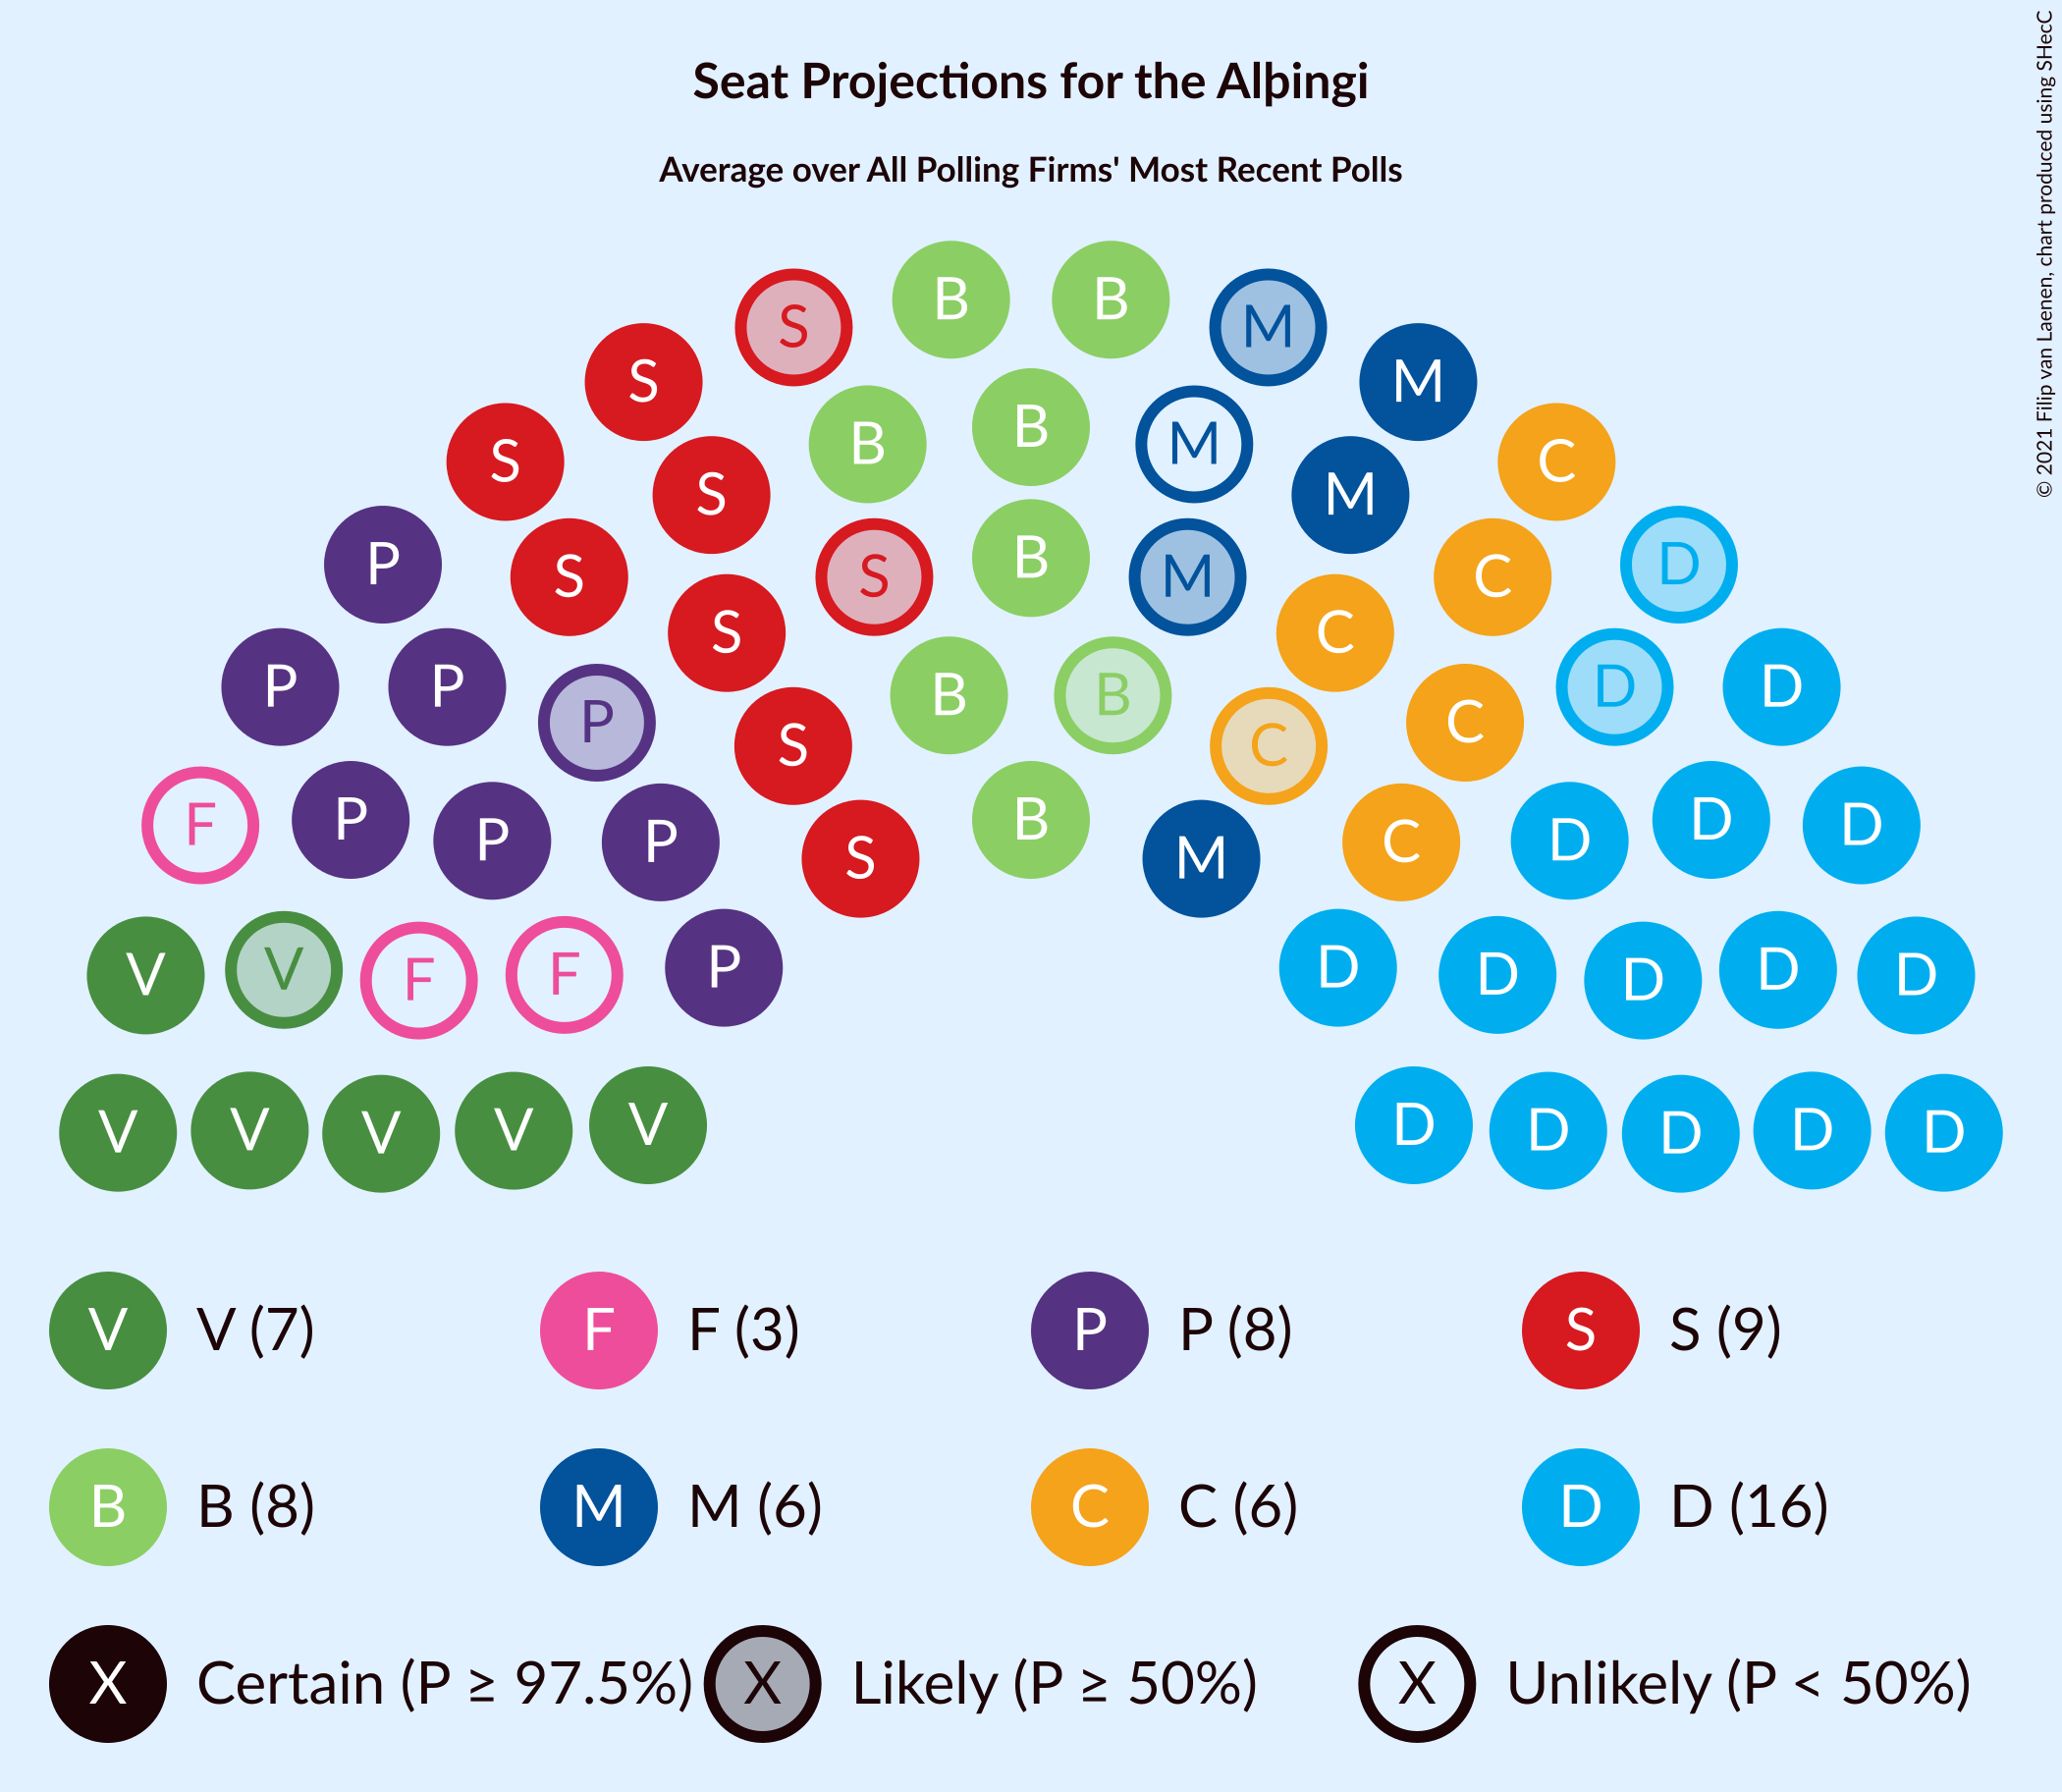 © 2021 Filip van Laenen, chart produced using SHecC
Seat Projections for the Alþingi
Average over All Polling Firms' Most Recent Polls
B B
S M
S M
B
B M
S C
S M
B
P D
S S M C
S C
P P D D
B B
P C
S C
F P B D D
P P C D
S M
V V F F P D D D D D
V V V V V D D D D D
V V (7) F F (3) P P (8) S S (9)
B B (8) M M (6) C C (6) D D (16)
X Certain (P ≥ 97.5%) X Likely (P ≥ 50%) X Unlikely (P < 50%)